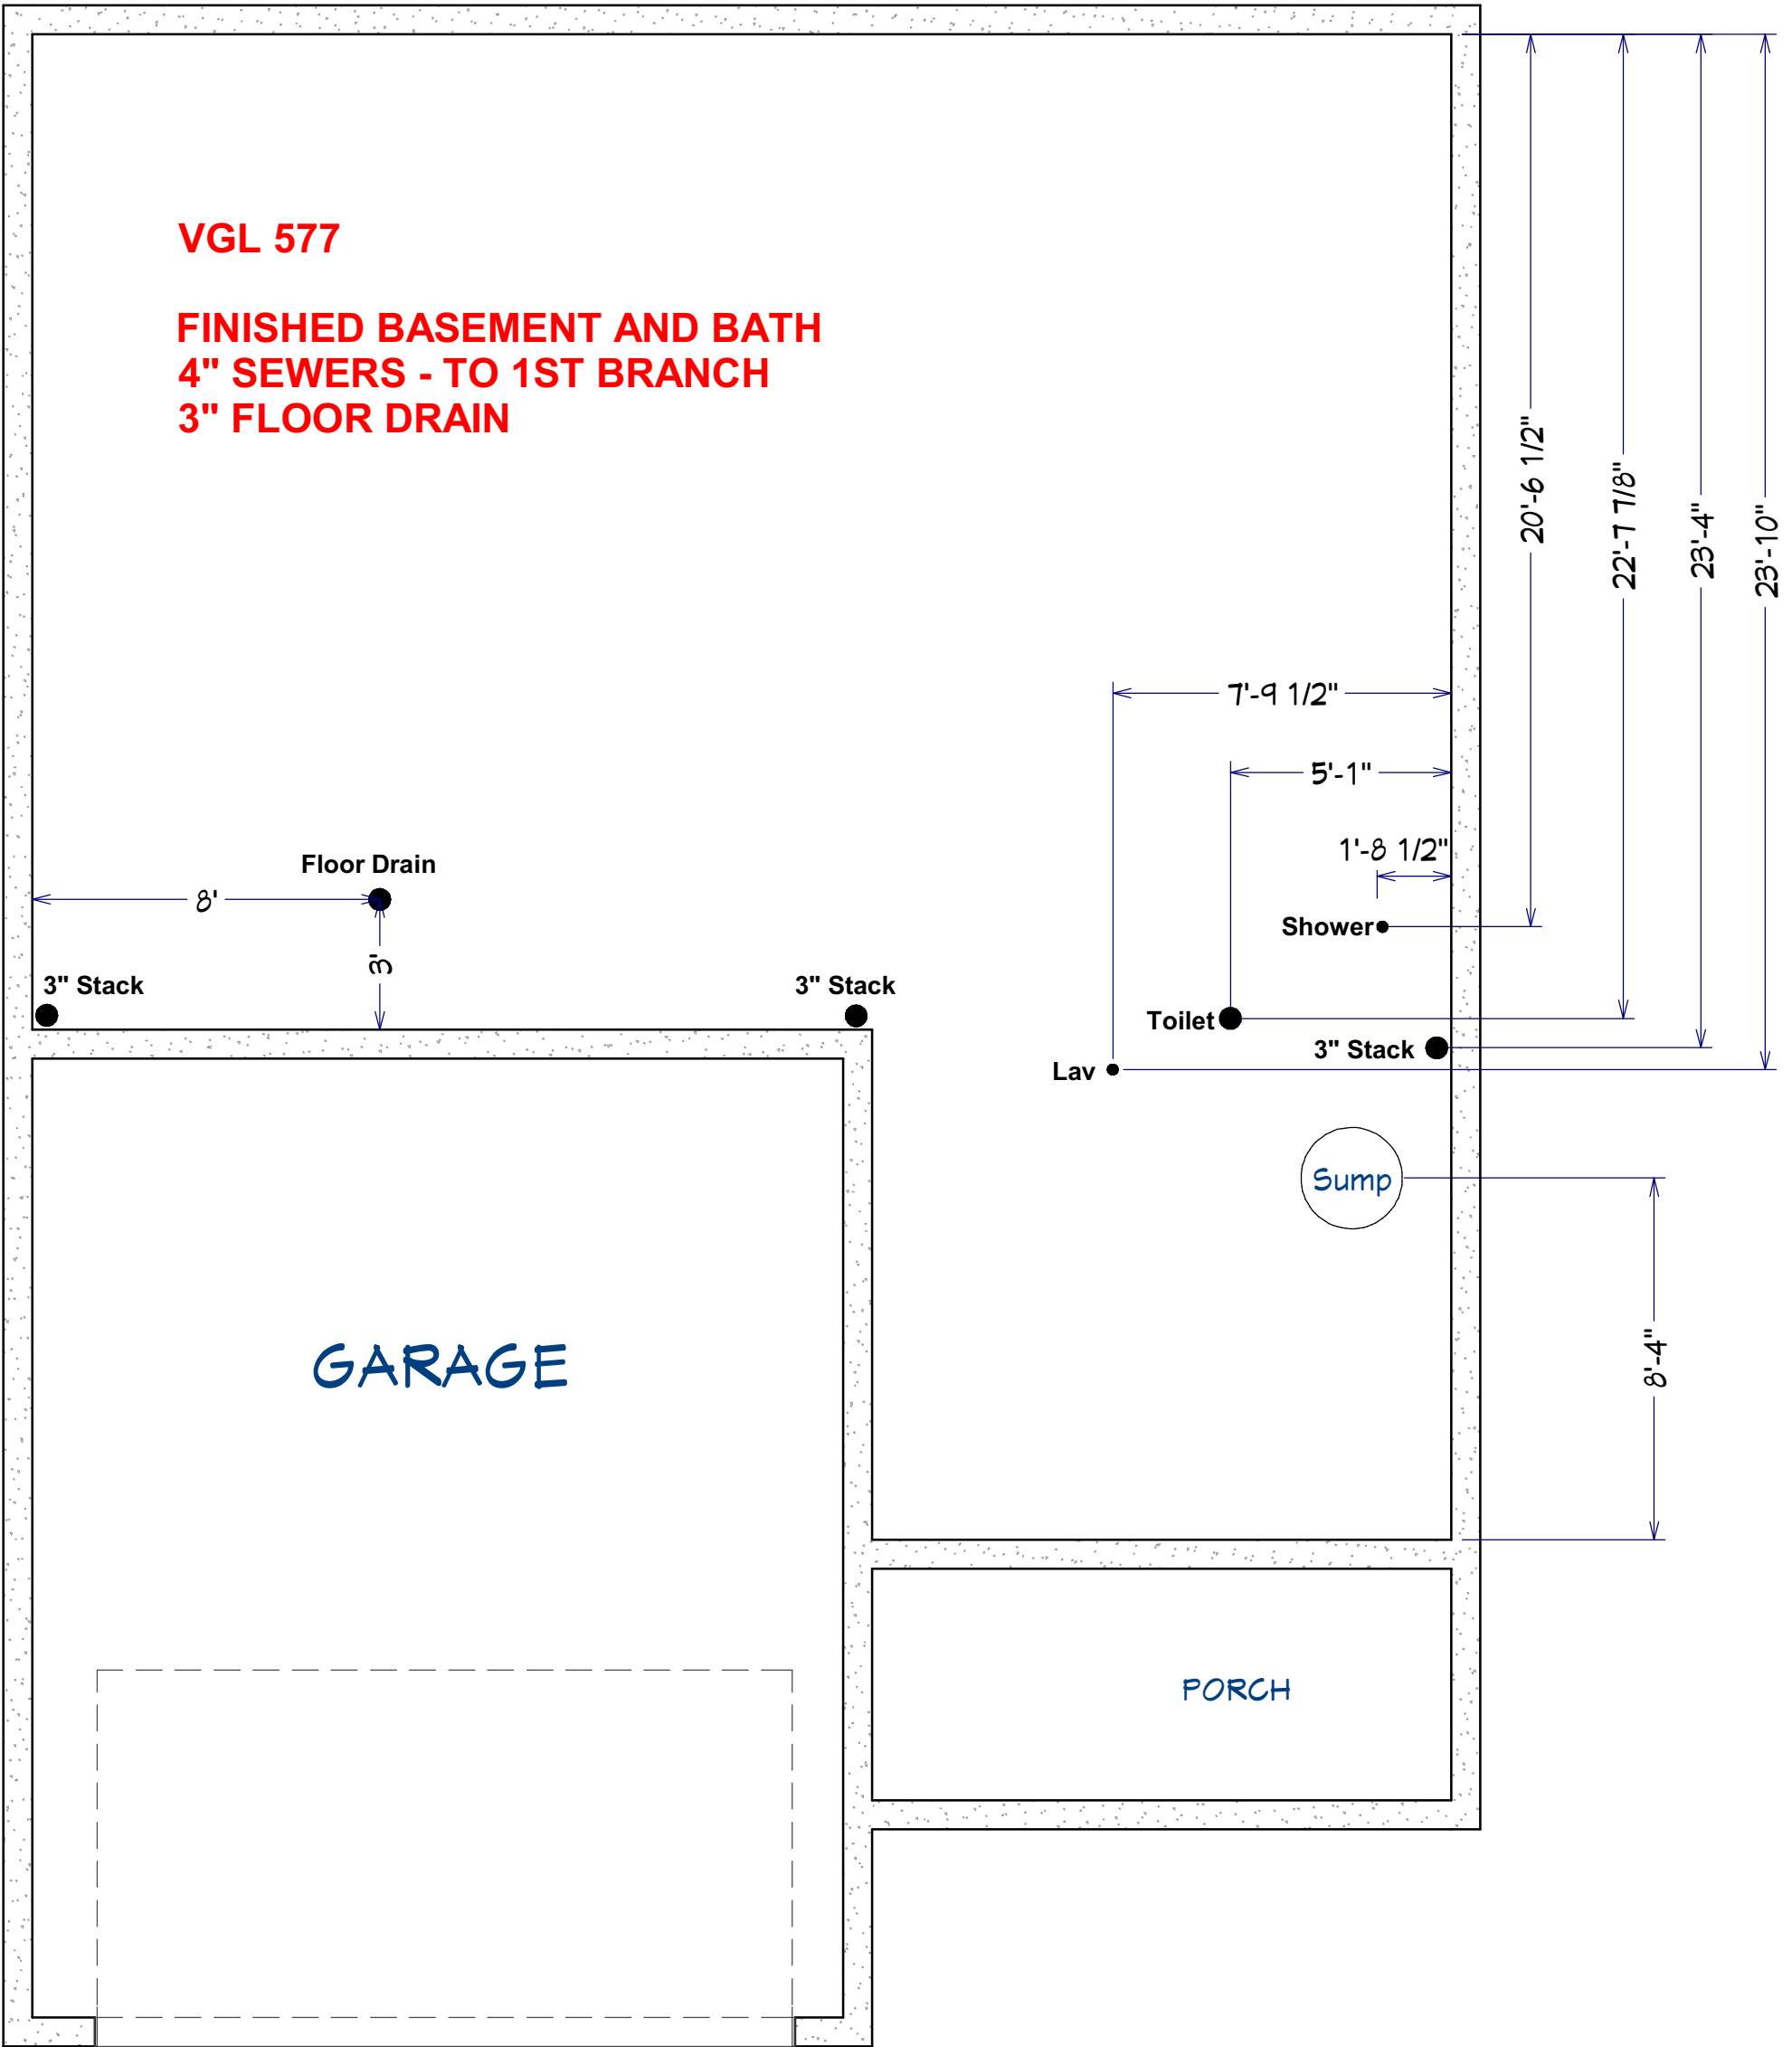 VGL 577
FINISHED BASEMENT AND BATH
4" SEWERS - TO 1ST BRANCH
3" FLOOR DRAIN
20'-6 1/2"
22'-7 7/8"
23'-4"
23'-10"
7'-9 1/2"
5'-1"
1'-8 1/2"
Floor Drain
8'
Shower
3'
3" Stack
3" Stack
Toilet
3" Stack
Lav
Sump
GARAGE
8'-4"
PORCH